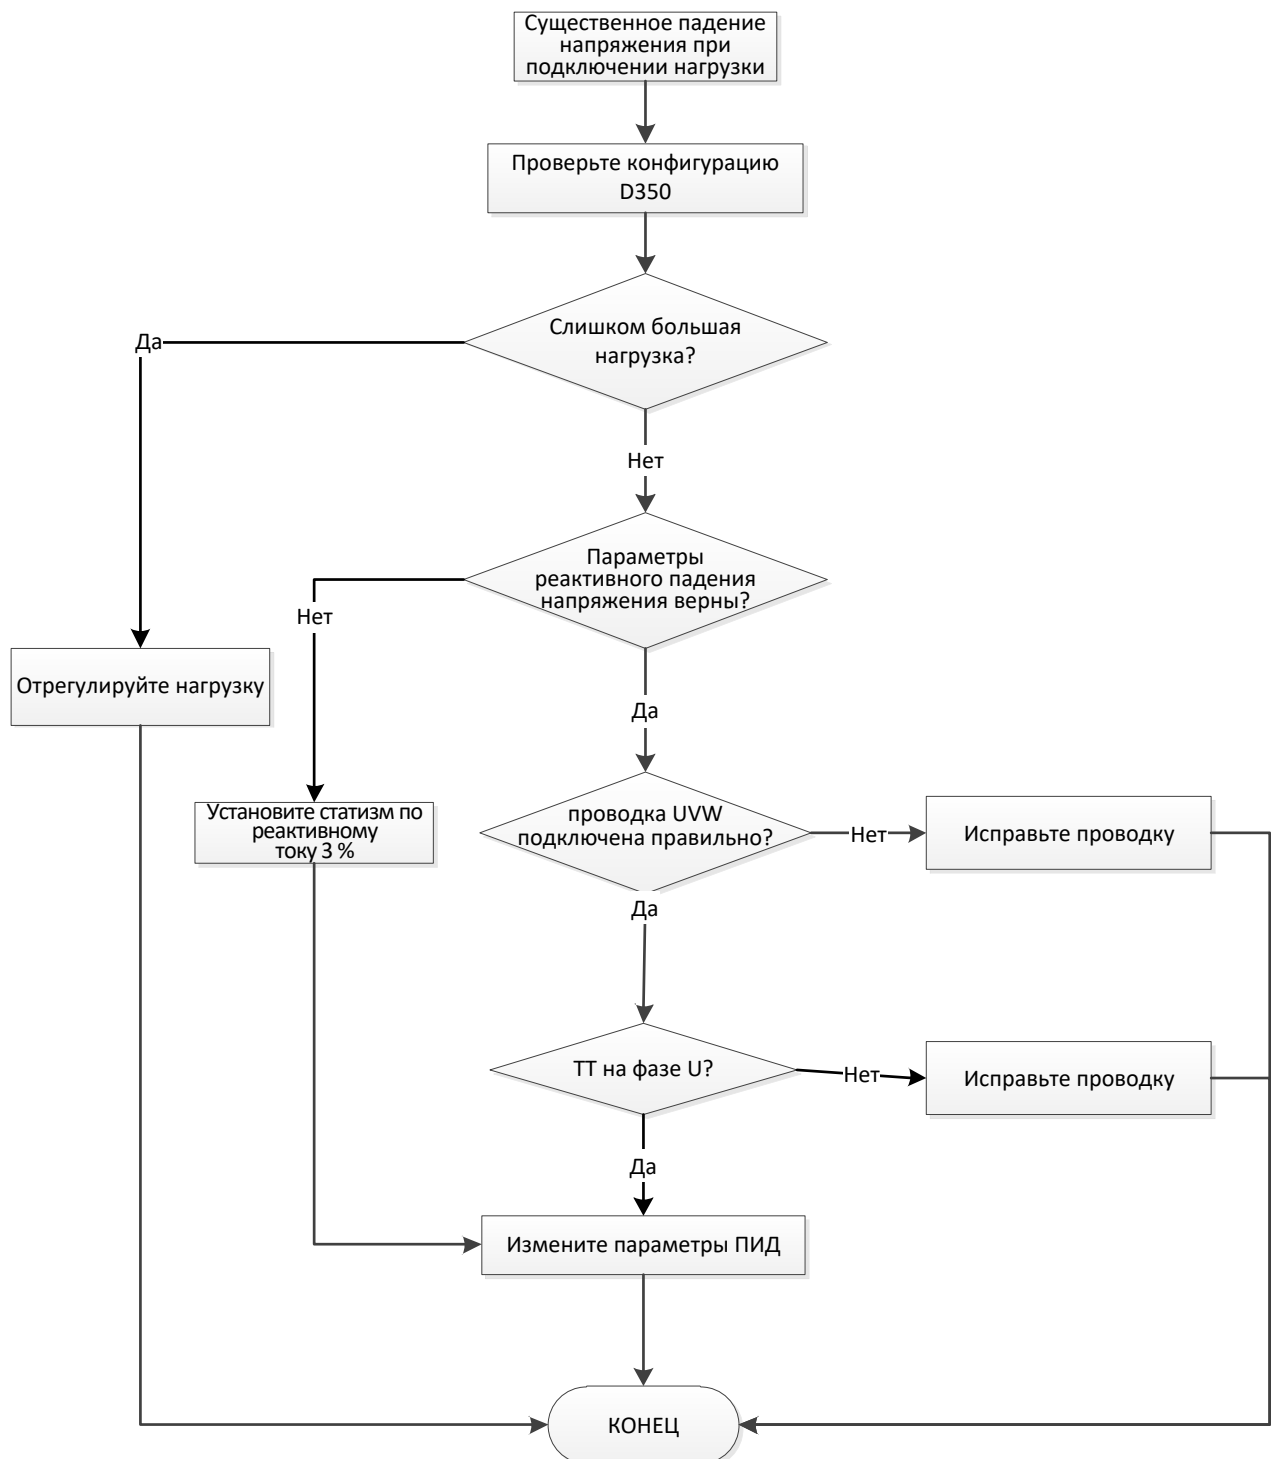 Существенное падение
напряжения при
подключении нагрузки
Проверьте конфигурацию
D350
Слишком большая
нагрузка?
Да
Нет
Параметры
реактивного падения
напряжения верны?
Нет
Отрегулируйте нагрузку
Да
Установите статизм по
реактивному
току 3 %
проводка UVW
подключена правильно?
Нет
Исправьте проводку
Да
ТТ на фазе U?
Нет
Исправьте проводку
Да
Измените параметры ПИД
КОНЕЦ